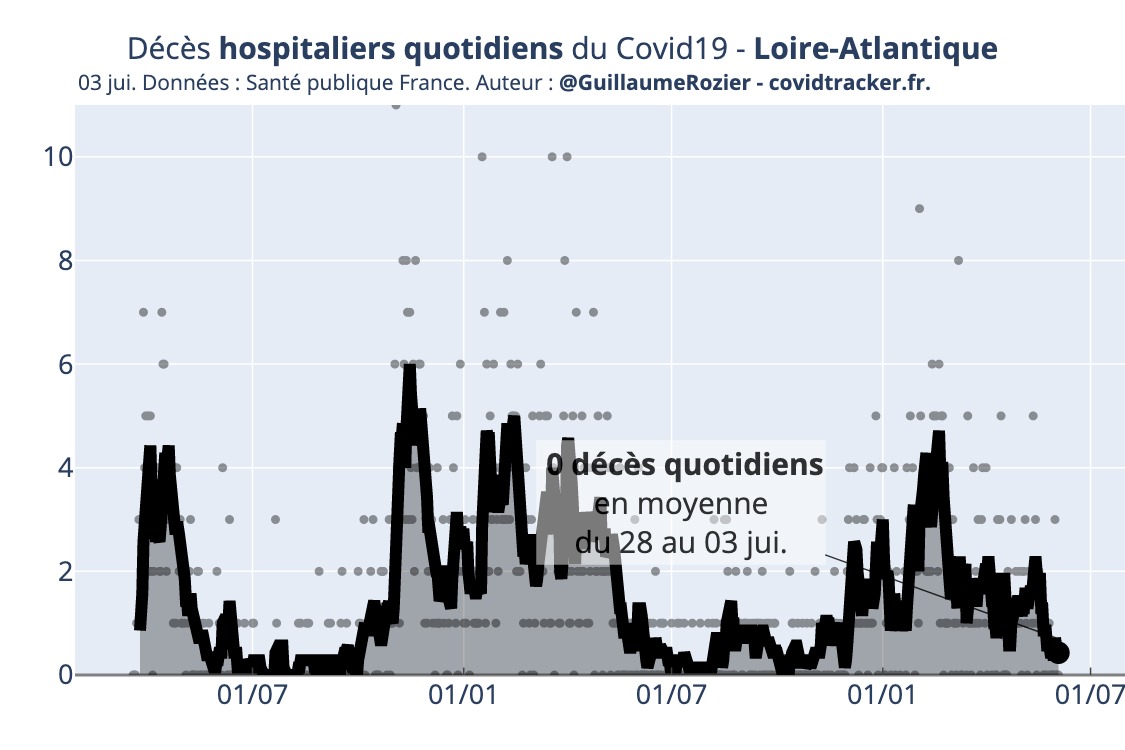 Décès hospitaliers quotidiens du Covid19 - Loire-Atlantique
03 jui. Données : Santé publique France. Auteur : @GuillaumeRozier - covidtracker.fr.
10
8
6
4
2
0
0 décès quotidiens
en moyenne
du 28 au 03 jui.
01/07
01/01
01/07
01/01
01/07